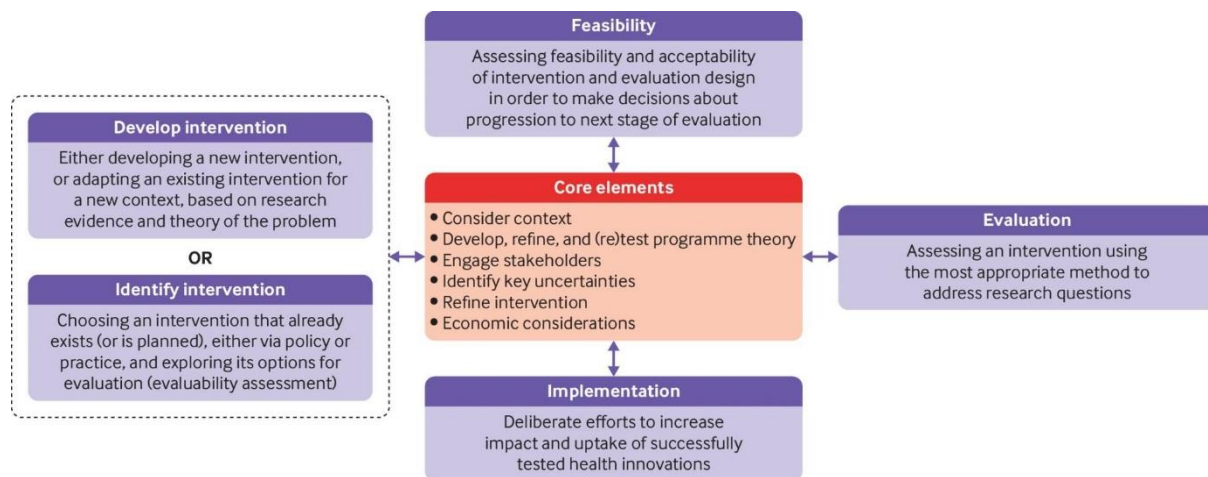 Feasibility
Assessing feasibility and acceptability
of intervention and evaluation design
in order to make decisions about
progression to next stage of evaluation
Develop intervention
Either developing a new intervention,
or adapting an existing intervention for
a new context, based on research
evidence and theory of the problem
OR
Identify intervention
Choosing an intervention that already
exists (or is planned), either via policy or
practice, and exploring its options for
evaluation (evaluability assessment)
Core elements
• Consider context
• Develop, refine, and (re)test programme theory
• Engage stakeholders
• Identify key uncertainties
• Refine intervention
• Economic considerations
Evaluation
Assessing an intervention using
the most appropriate method to
address research questions
Implementation
Deliberate efforts to increase
impact and uptake of successfully
tested health innovations